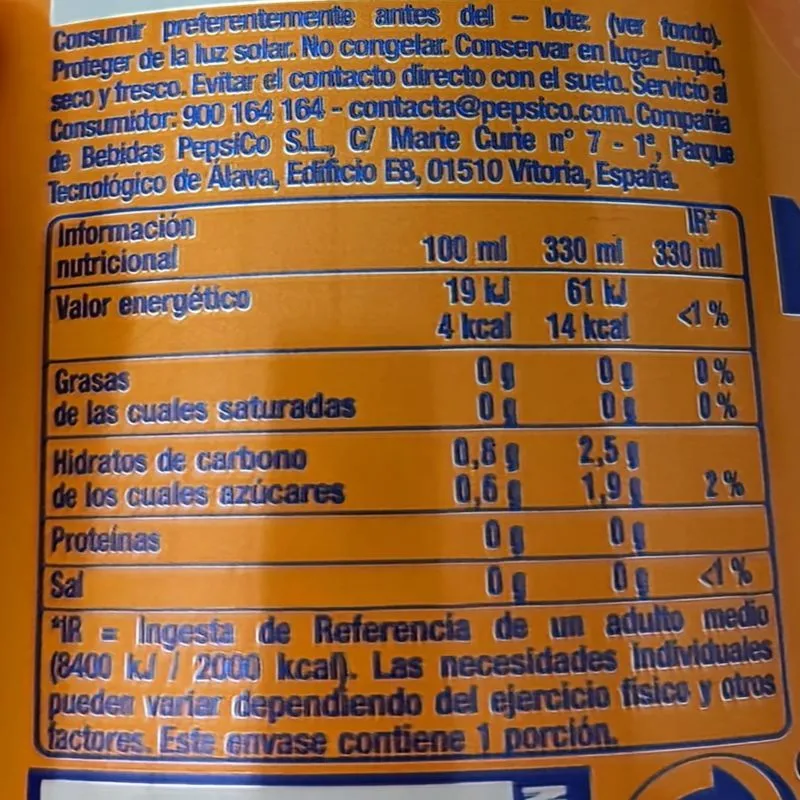 Consumir preferentemente antes del - lote: (ver fondo).
Proteger de la luz solar. No congelar. Conservar en lugar limpio,
seco y fresco. Evitar el contacto directo con el suelo. Servicio al
Consumidor: 900 164 164 - contacta@pepsico.com. Compañía
de Bebidas PepsiCo S.L., C/ Marie Curie nº 7 - 1ª, Parque
Tecnológico de Álava, Edificio E8, 01510 Vitoria, España.
Información nutricional 100 ml 330 ml IR* 330 ml
Valor energético 19 kJ 61 kJ <1 %
4 kcal 14 kcal
Grasas 0 g 0 g 0 %
de las cuales saturadas 0 g 0 g 0 %
Hidratos de carbono 0,8 g 2,5 g
de los cuales azúcares 0,6 g 1,9 g 2 %
Proteínas 0 g 0 g
Sal 0 g 0 g <1 %
*IR = Ingesta de Referencia de un adulto medio
(8400 kJ / 2000 kcal). Las necesidades individuales
pueden variar dependiendo del ejercicio físico y otros
factores. Este envase contiene 1 porción.